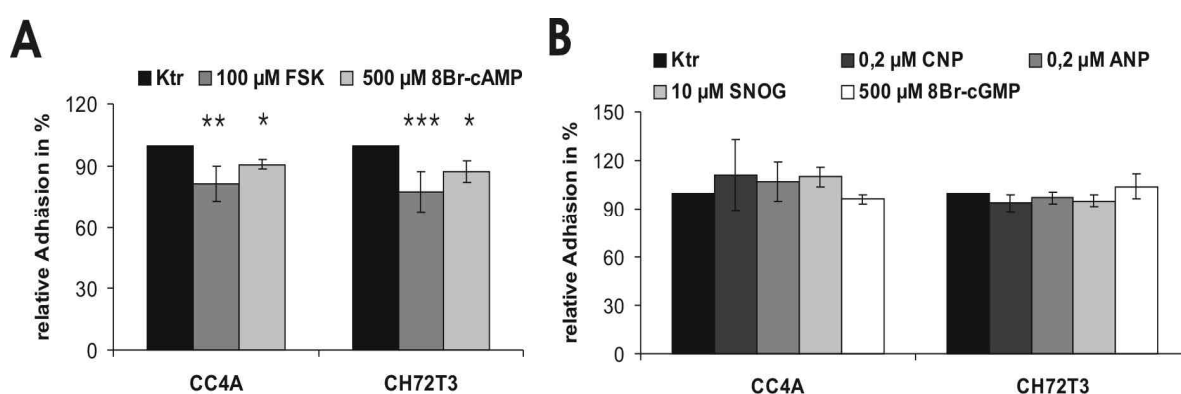 A
Ktr 100 µM FSK 500 µM 8Br-cAMP
relative Adhäsion in %
120
90
60
30
0
** *
*** *
CC4A CH72T3
B
Ktr 0,2 µM CNP 0,2 µM ANP
10 µM SNOG 500 µM 8Br-cGMP
relative Adhäsion in %
150
120
90
60
30
0
CC4A CH72T3